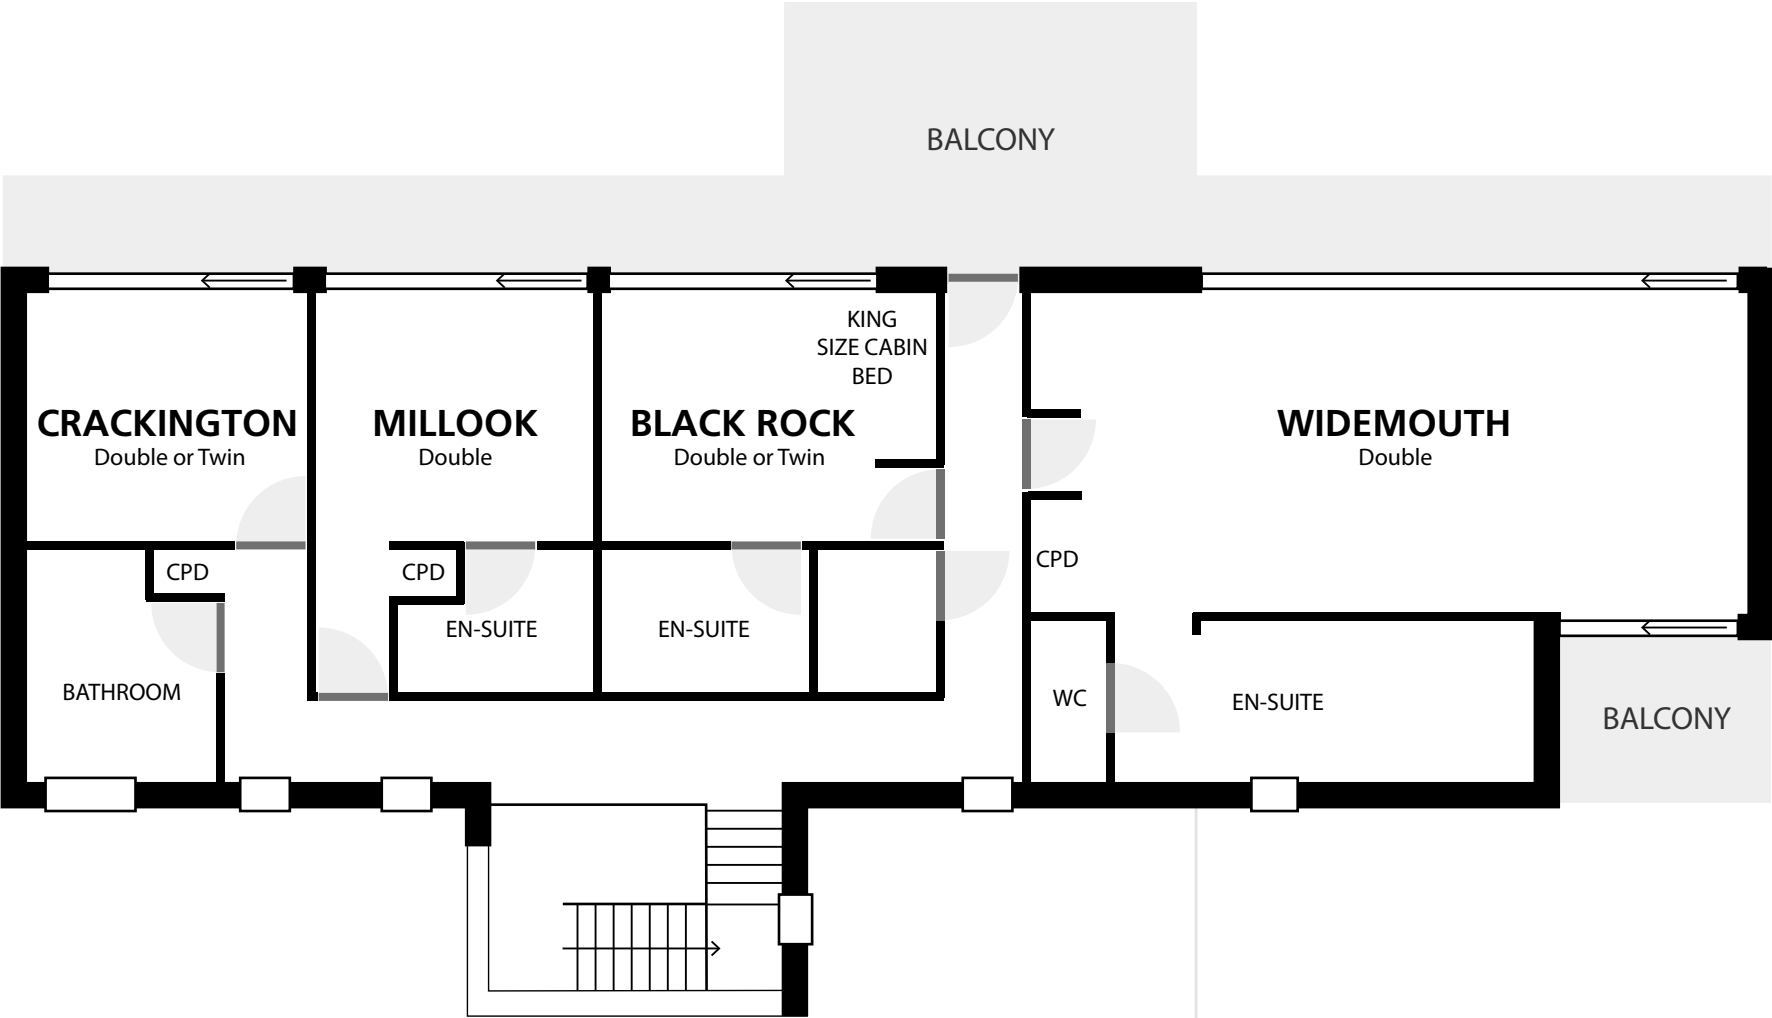 BALCONY
KING
SIZE CABIN
BED
CRACKINGTON
Double or Twin
MILLOOK
Double
BLACK ROCK
Double or Twin
WIDEMOUTH
Double
CPD
CPD
CPD
EN-SUITE
EN-SUITE
BATHROOM
WC
EN-SUITE
BALCONY